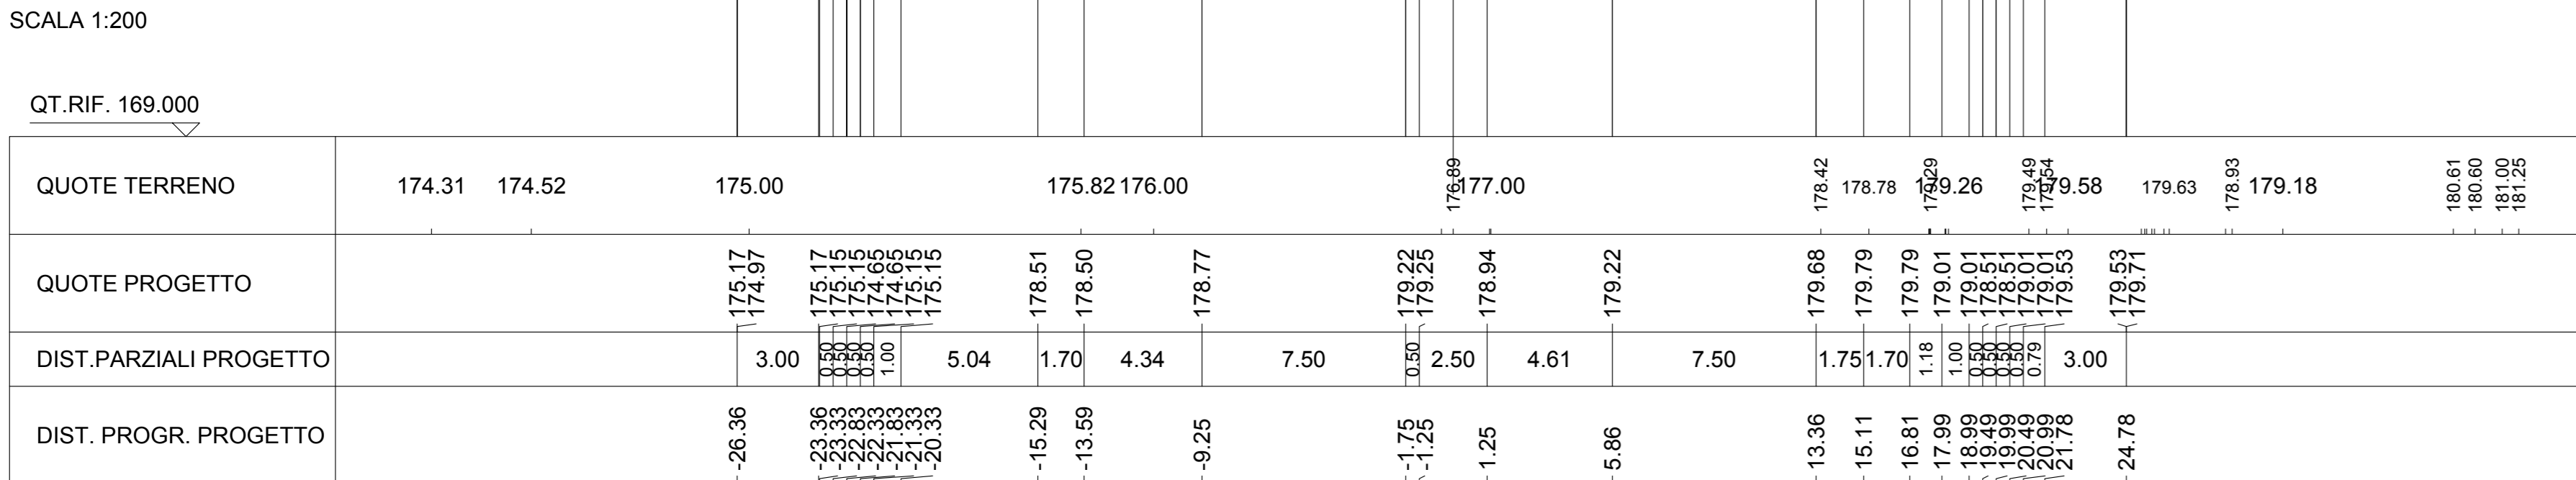 SCALA 1:200
QT.RIF. 169.000
QUOTE TERRENO 174.31 174.52 175.00 175.82 176.00 176.89 177.00 178.42 178.78 179.29 179.26 179.49 179.54 179.58 179.63 178.93 179.18 180.61 180.60 181.00 181.25
QUOTE PROGETTO 175.17 174.97 175.17 175.15 175.15 174.65 174.65 175.15 175.15 178.51 178.50 178.77 179.22 179.25 178.94 179.22 179.68 179.79 179.79 179.01 179.01 178.51 178.51 179.01 179.01 179.53 179.53 179.71
DIST.PARZIALI PROGETTO 3.00 0.50 0.50 0.50 0.50 1.00 5.04 1.70 4.34 7.50 0.50 2.50 4.61 7.50 1.75 1.70 1.18 1.00 0.50 0.50 0.50 0.50 0.79 3.00
DIST. PROGR. PROGETTO -26.36 -23.36 -23.33 -22.83 -22.33 -21.83 -21.33 -20.33 -15.29 -13.59 -9.25 -1.75 -1.25 1.25 5.86 13.36 15.11 16.81 17.99 18.99 19.49 19.99 20.49 20.99 21.78 24.78